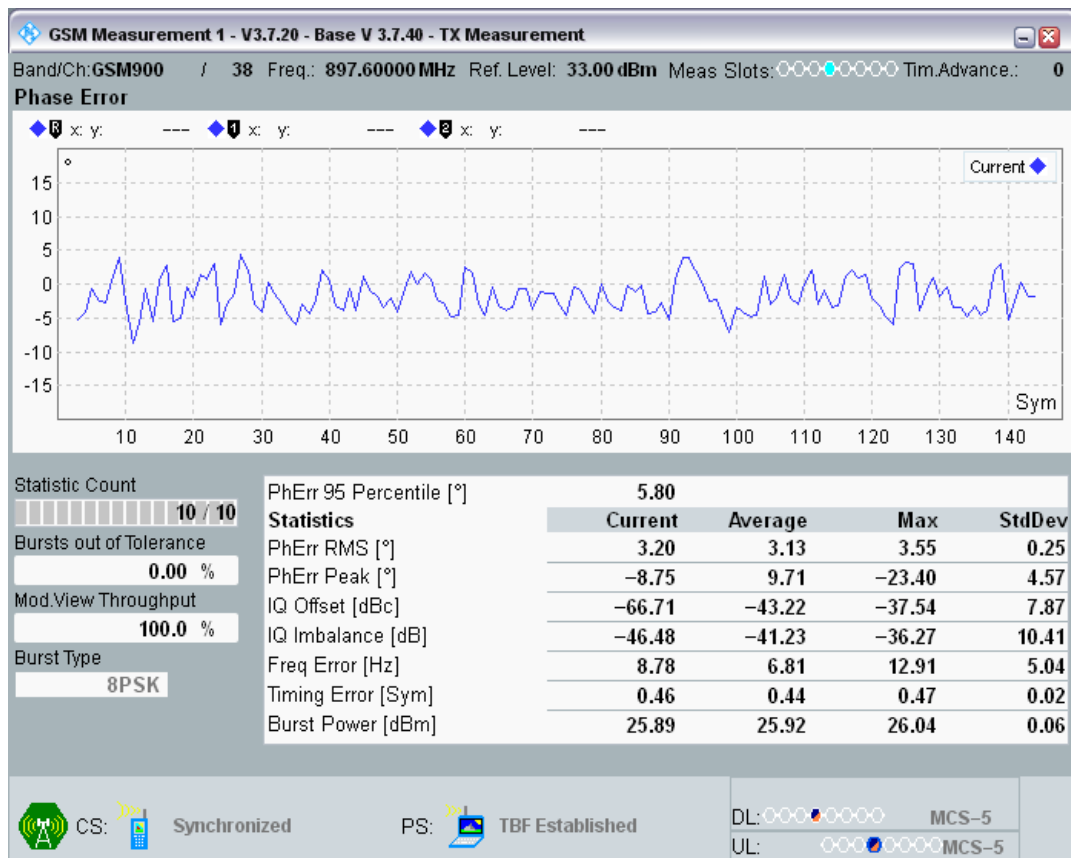 GSM Measurement 1 - V3.7.20 - Base V 3.7.40 - TX Measurement
Band/Ch:GSM900 / 38 Freq.: 897.60000 MHz Ref. Level: 33.00 dBm Meas Slots: Tim.Advance.: 0
Phase Error
R x: y: --- 1 x: y: --- 2 x: y: ---
°
Current
15
10
5
0
-5
-10
-15
Sym
10 20 30 40 50 60 70 80 90 100 110 120 130 140
Statistic Count
10 / 10
Bursts out of Tolerance
0.00 %
Mod.View Throughput
100.0 %
Burst Type
8PSK
PhErr 95 Percentile [°] 5.80
Statistics Current Average Max StdDev
PhErr RMS [°] 3.20 3.13 3.55 0.25
PhErr Peak [°] −8.75 9.71 −23.40 4.57
IQ Offset [dBc] −66.71 −43.22 −37.54 7.87
IQ Imbalance [dB] −46.48 −41.23 −36.27 10.41
Freq Error [Hz] 8.78 6.81 12.91 5.04
Timing Error [Sym] 0.46 0.44 0.47 0.02
Burst Power [dBm] 25.89 25.92 26.04 0.06
CS: Synchronized PS: TBF Established
DL: MCS−5
UL: MCS−5